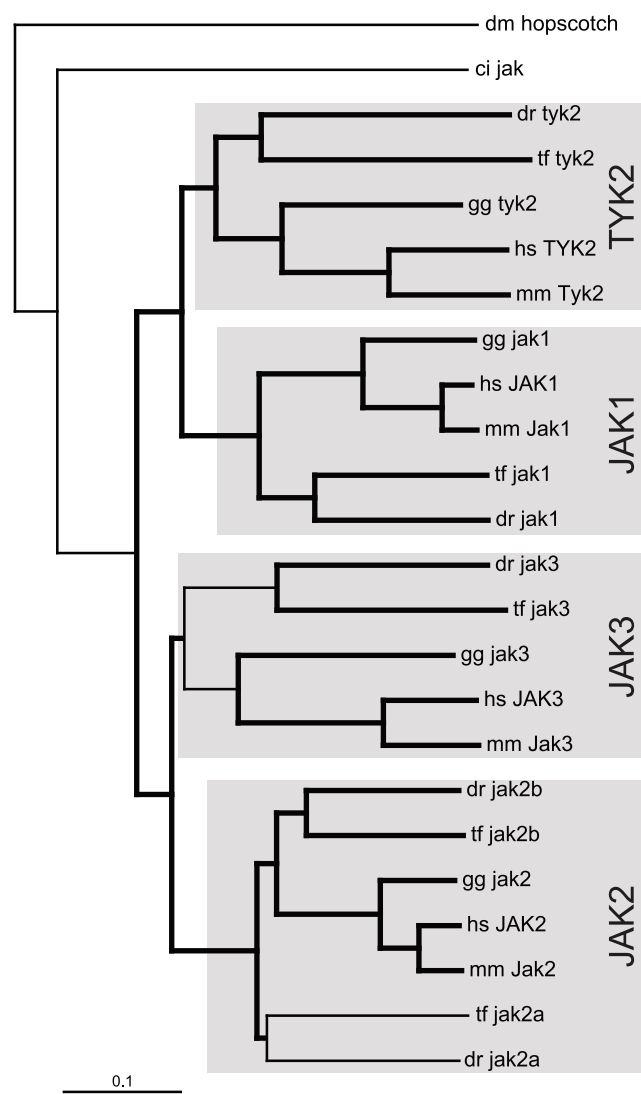 dm hopscotch
ci jak
dr tyk2
tf tyk2
gg tyk2
hs TYK2
mm Tyk2
TYK2
gg jak1
hs JAK1
mm Jak1
tf jak1
dr jak1
JAK1
dr jak3
tf jak3
gg jak3
hs JAK3
mm Jak3
JAK3
dr jak2b
tf jak2b
gg jak2
hs JAK2
mm Jak2
tf jak2a
dr jak2a
JAK2
0.1